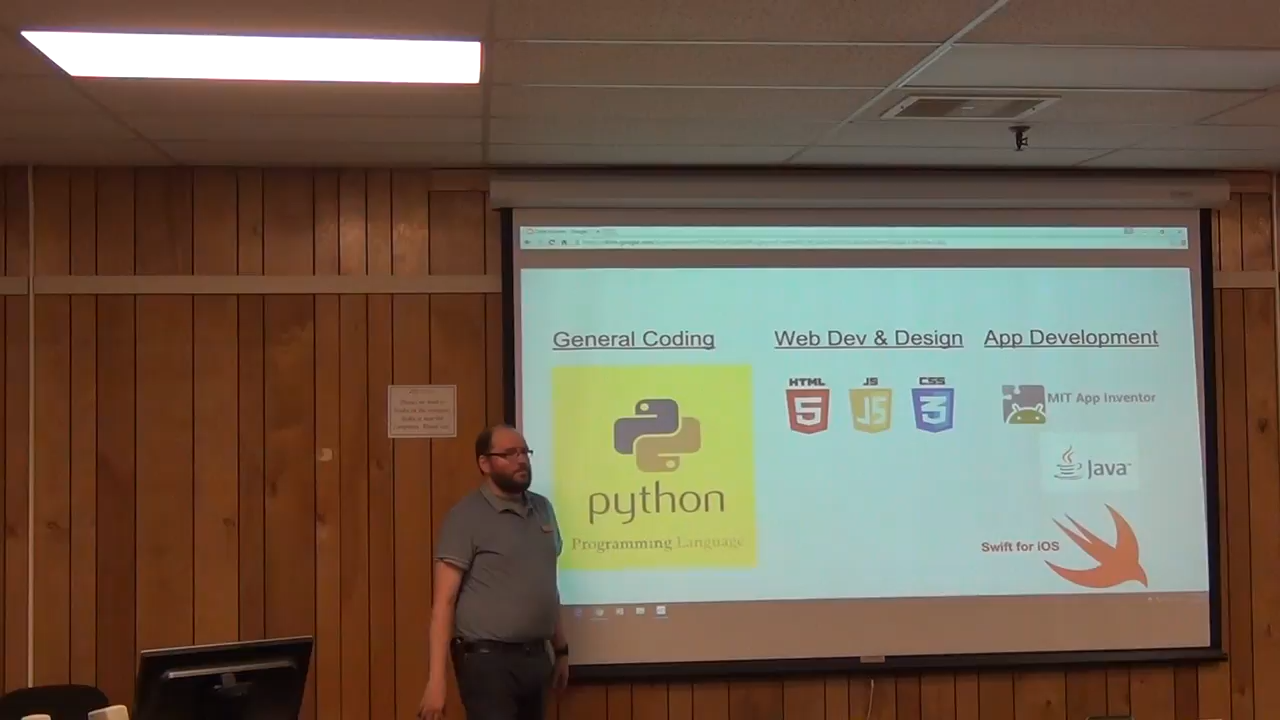 General Coding
Web Dev & Design
App Development
HTML
5
JS
JS
CSS
3
MIT App Inventor
python
Programming Language
Java
Swift for iOS